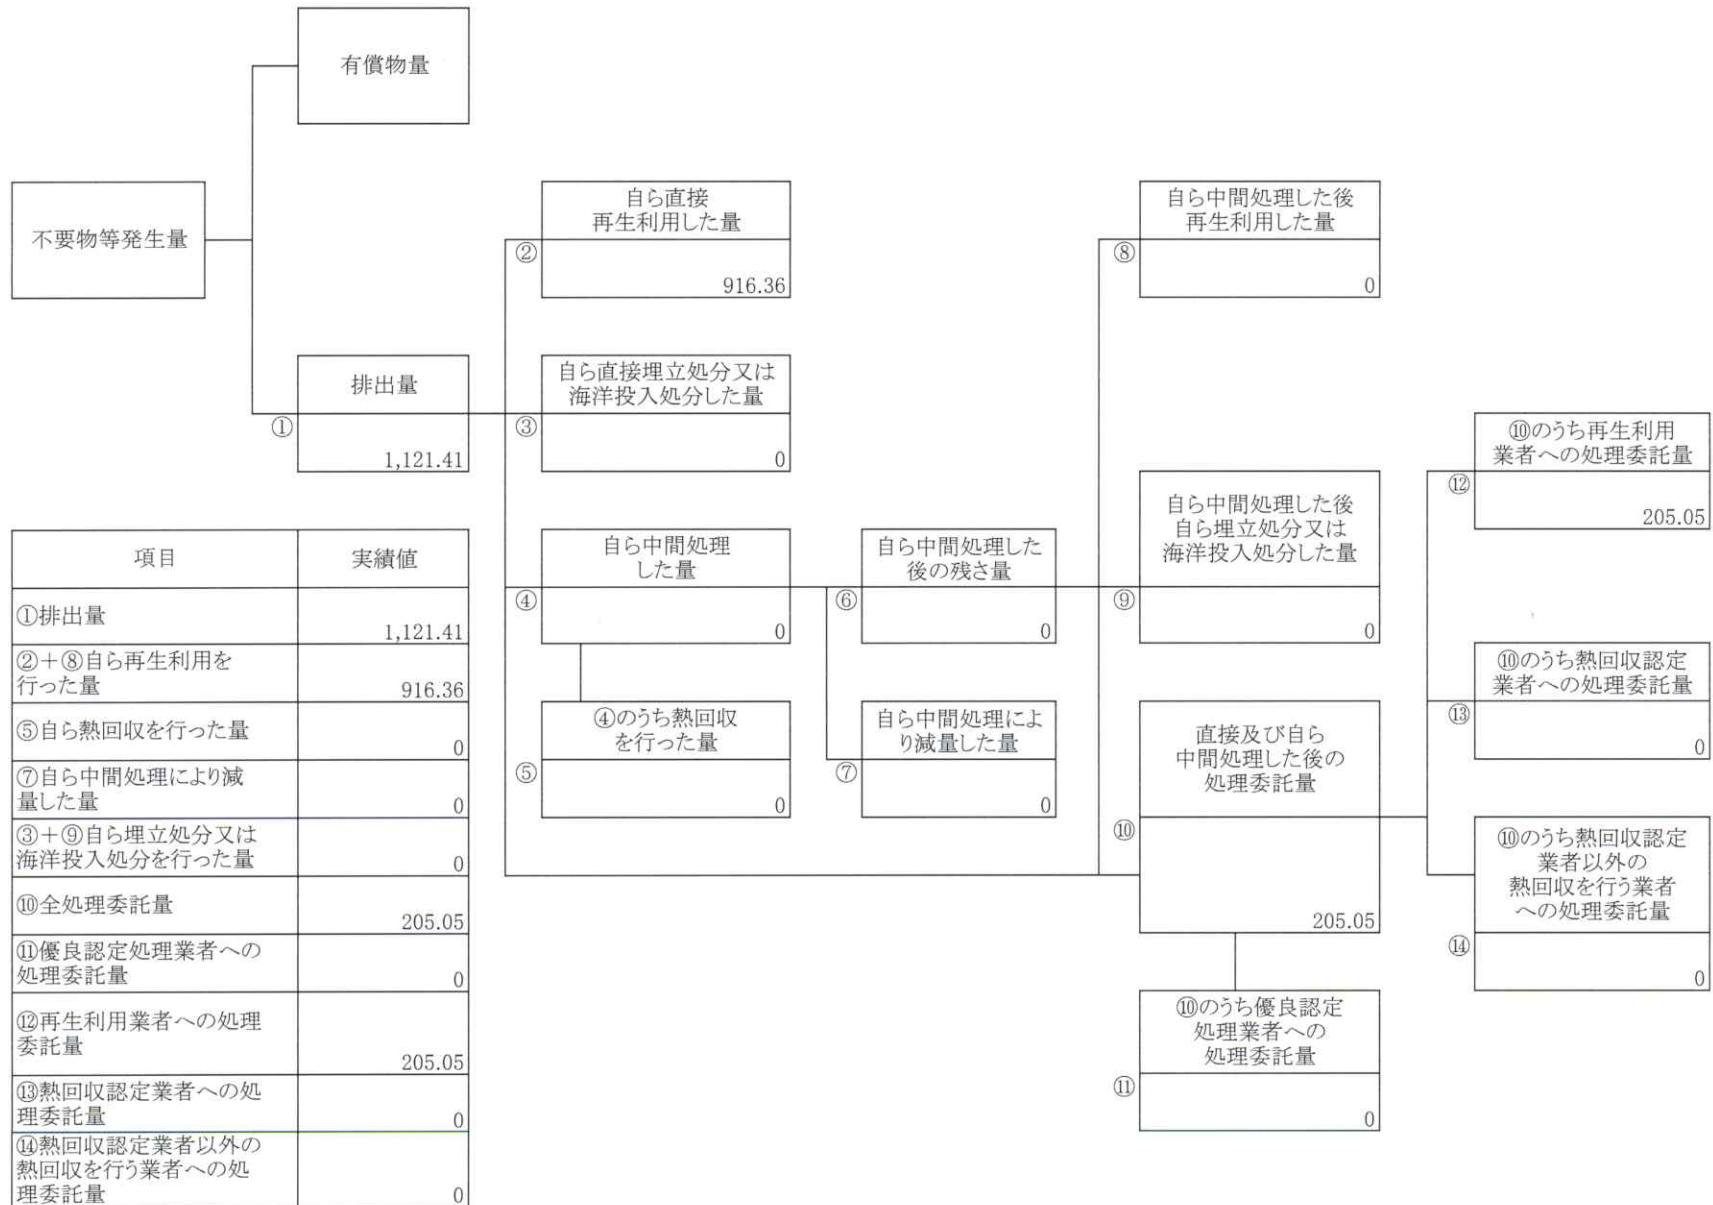 有償物量
不要物等発生量
排出量
①
1,121.41
自ら直接
再生利用した量
②
916.36
自ら直接埋立処分又は
海洋投入処分した量
③
0
自ら中間処理
した量
④
0
④のうち熱回収
を行った量
⑤
0
自ら中間処理した
後の残さ量
⑥
0
自ら中間処理によ
り減量した量
⑦
0
自ら中間処理した後
再生利用した量
⑧
0
自ら中間処理した後
自ら埋立処分又は
海洋投入処分した量
⑨
0
直接及び自ら
中間処理した後の
処理委託量
⑩
205.05
⑩のうち優良認定
処理業者への
処理委託量
⑪
0
⑩のうち再生利用
業者への処理委託量
⑫
205.05
⑩のうち熱回収認定
業者への処理委託量
⑬
0
⑩のうち熱回収認定
業者以外の
熱回収を行う業者
への処理委託量
⑭
0
項目 実績値
①排出量
1,121.41
②＋⑧自ら再生利用を
行った量
916.36
⑤自ら熱回収を行った量
0
⑦自ら中間処理により減
量した量
0
③＋⑨自ら埋立処分又は
海洋投入処分を行った量
0
⑩全処理委託量
205.05
⑪優良認定処理業者への
処理委託量
0
⑫再生利用業者への処理
委託量
205.05
⑬熱回収認定業者への処
理委託量
0
⑭熱回収認定業者以外の
熱回収を行う業者への処
理委託量
0